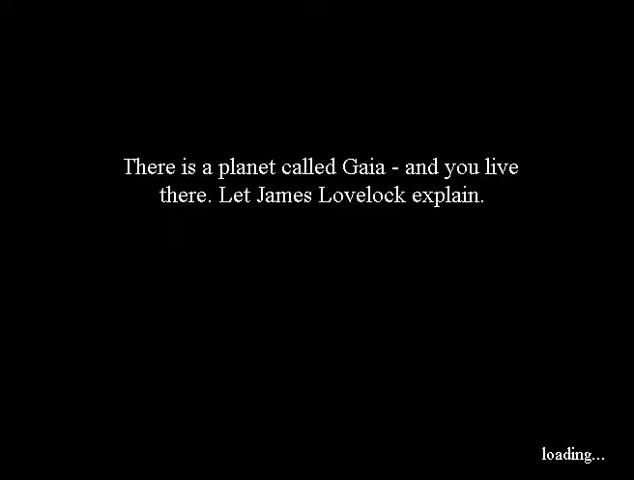 There is a planet called Gaia - and you live
there. Let James Lovelock explain.
loading...